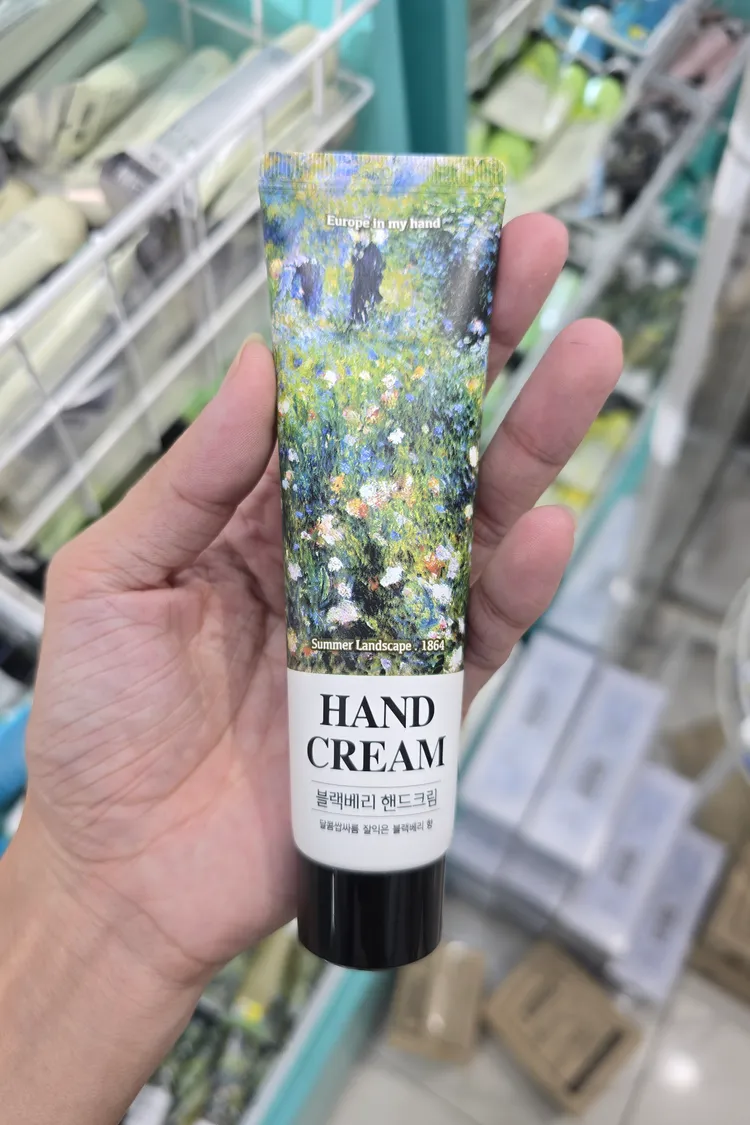 Europe in my hand
Summer Landscape . 1864
HAND
CREAM
블랙베리 핸드크림
달콤쌉싸름 잘익은 블랙베리 향